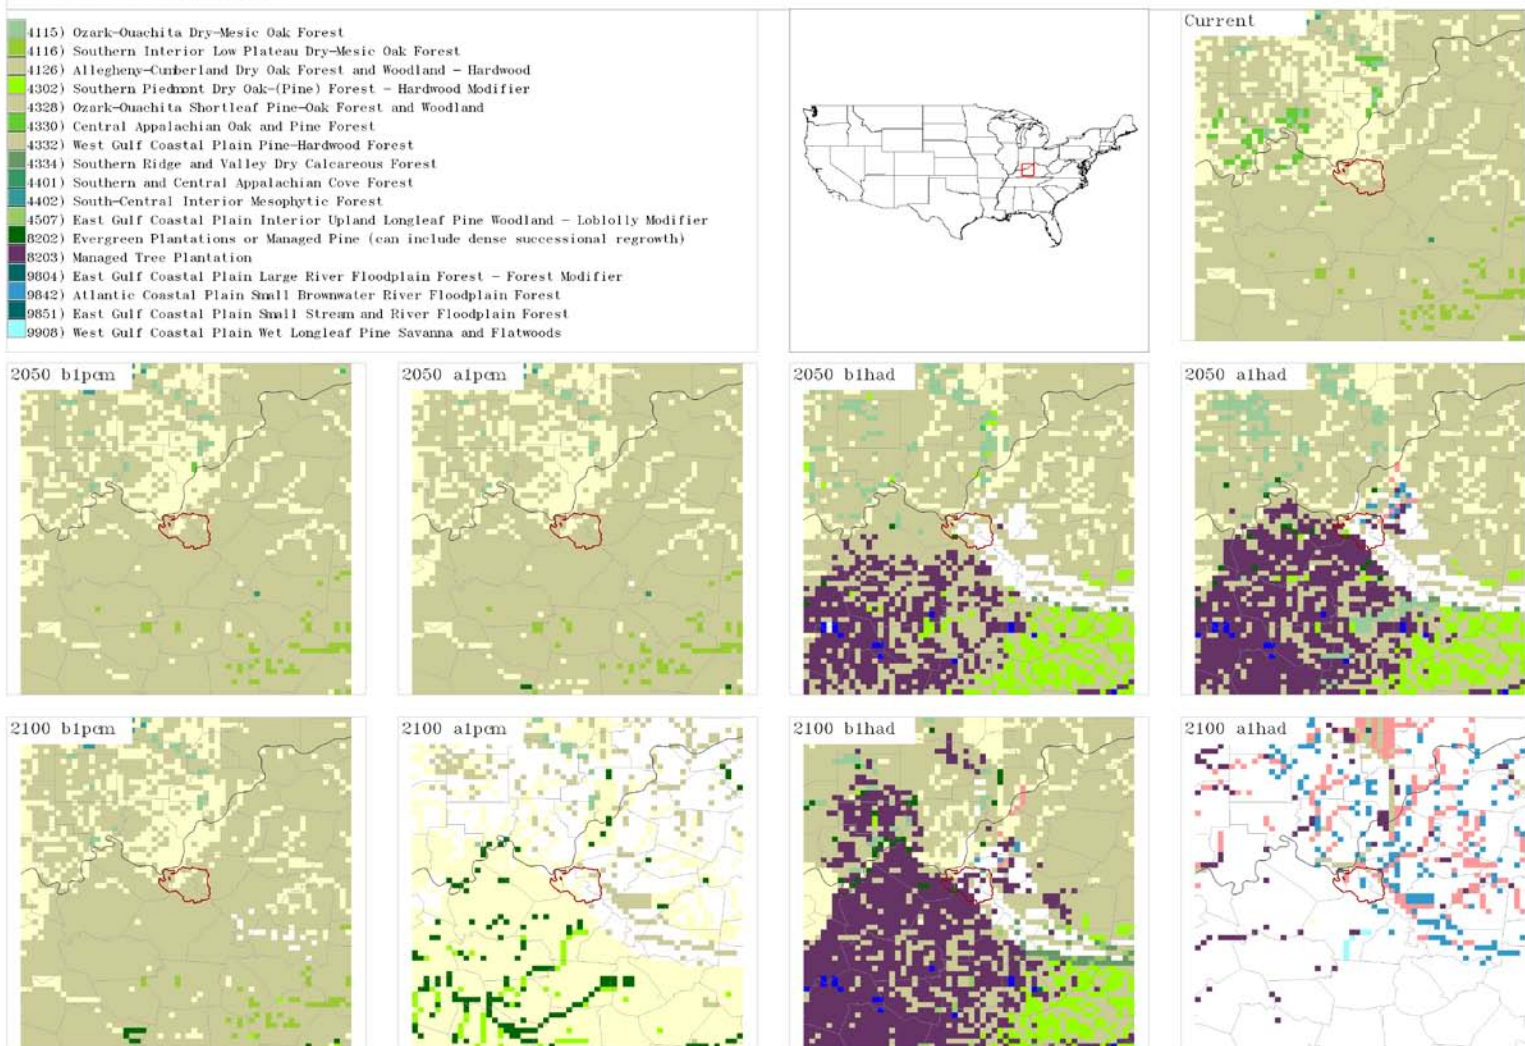 4115) Ozark-Ouachita Dry-Mesic Oak Forest
4116) Southern Interior Low Plateau Dry-Mesic Oak Forest
4126) Allegheny-Cumberland Dry Oak Forest and Woodland - Hardwood
4302) Southern Piedmont Dry Oak-(Pine) Forest - Hardwood Modifier
4328) Ozark-Ouachita Shortleaf Pine-Oak Forest and Woodland
4330) Central Appalachian Oak and Pine Forest
4332) West Gulf Coastal Plain Pine-Hardwood Forest
4334) Southern Ridge and Valley Dry Calcareous Forest
4401) Southern and Central Appalachian Cove Forest
4402) South-Central Interior Mesophytic Forest
4507) East Gulf Coastal Plain Interior Upland Longleaf Pine Woodland - Loblolly Modifier
8202) Evergreen Plantations or Managed Pine (can include dense successional regrowth)
8203) Managed Tree Plantation
9804) East Gulf Coastal Plain Large River Floodplain Forest - Forest Modifier
9842) Atlantic Coastal Plain Small Brownwater River Floodplain Forest
9851) East Gulf Coastal Plain Small Stream and River Floodplain Forest
9908) West Gulf Coastal Plain Wet Longleaf Pine Savanna and Flatwoods
Current
2050 b1pcm
2050 a1pcm
2050 b1had
2050 a1had
2100 b1pcm
2100 a1pcm
2100 b1had
2100 a1had